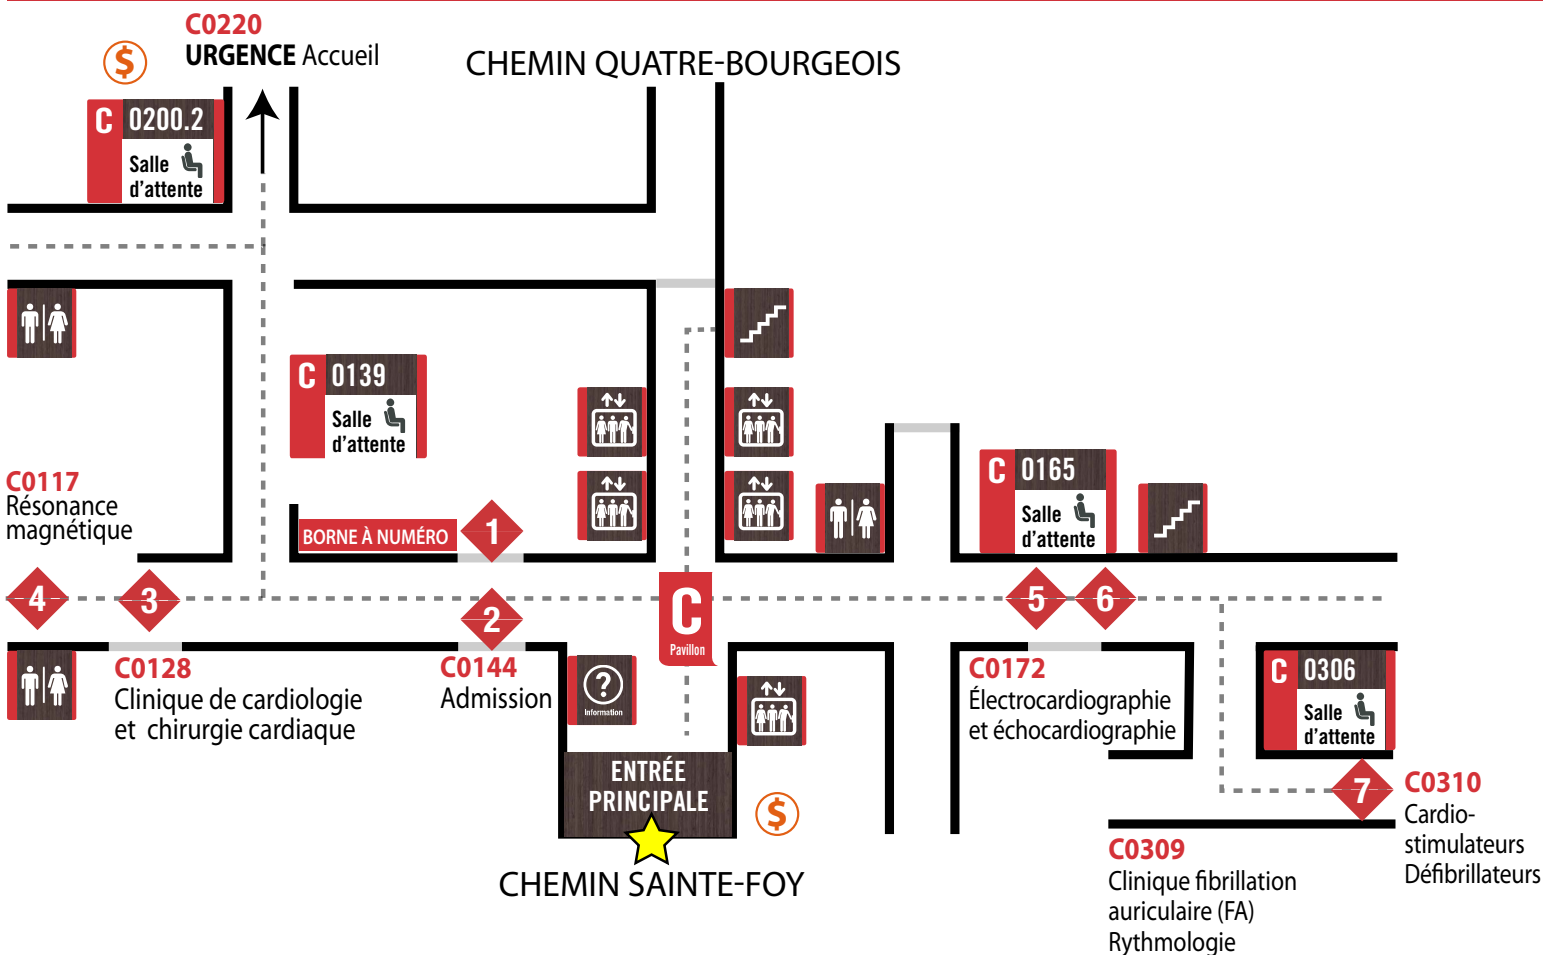 C0220
URGENCE Accueil
$
CHEMIN QUATRE-BOURGEOIS
C 0200.2
Salle
d'attente
C 0139
Salle
d'attente
C0117
Résonance
magnétique
BORNE À NUMÉRO
1
C 0165
Salle
d'attente
4
3
2
C
Pavillon
5
6
C0128
Clinique de cardiologie
et chirurgie cardiaque
C0144
Admission
?
Information
C0172
Électrocardiographie
et échocardiographie
C 0306
Salle
d'attente
ENTRÉE
PRINCIPALE
$
7
C0310
Cardio-
stimulateurs
Défibrillateurs
CHEMIN SAINTE-FOY
C0309
Clinique fibrillation
auriculaire (FA)
Rythmologie